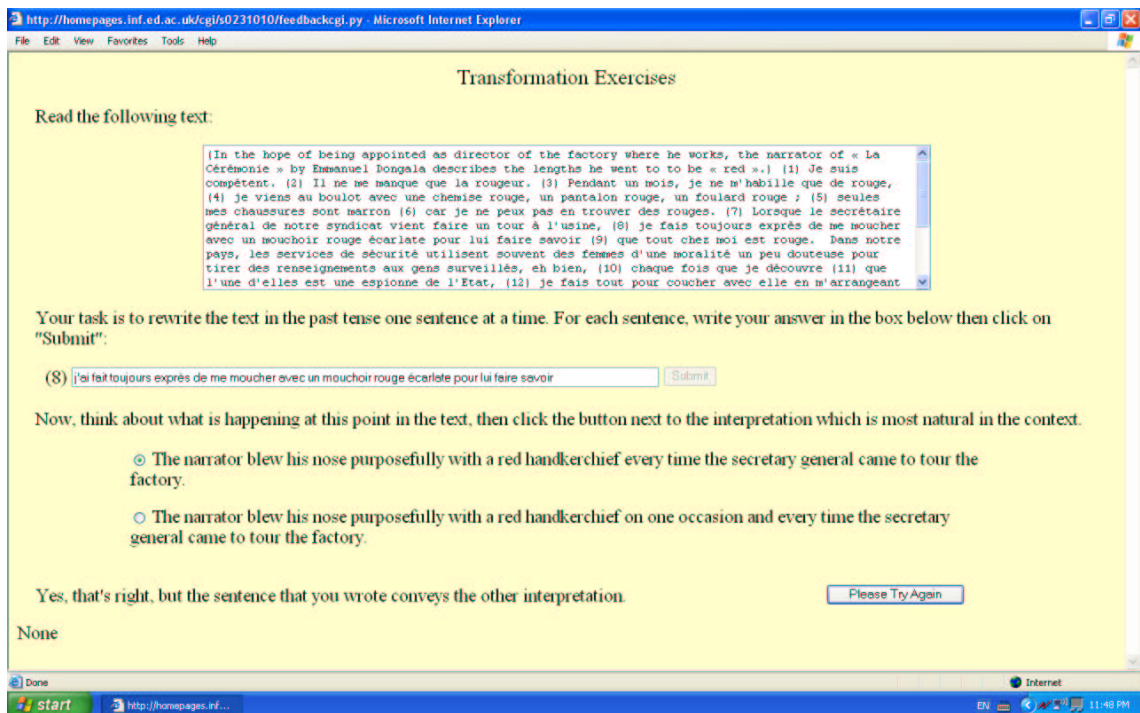 http://homepages.inf.ed.ac.uk/cgi/s0231010/feedbackcgi.py - Microsoft Internet Explorer
File Edit View Favorites Tools Help
Transformation Exercises
Read the following text:
(In the hope of being appointed as director of the factory where he works, the narrator of « La
Cérémonie » by Emmanuel Dongala describes the lengths he went to to be « red ».) (1) Je suis
compétent. (2) Il ne me manque que la rougeur. (3) Pendant un mois, je ne m'habille que de rouge,
(4) je viens au boulot avec une chemise rouge, un pantalon rouge, un foulard rouge ; (5) seules
mes chaussures sont marron (6) car je ne peux pas en trouver des rouges. (7) Lorsque le secrétaire
général de notre syndicat vient faire un tour à l'usine, (8) je fais toujours exprès de me moucher
avec un mouchoir rouge écarlate pour lui faire savoir (9) que tout chez moi est rouge. Dans notre
pays, les services de sécurité utilisent souvent des femmes d'une moralité un peu douteuse pour
tirer des renseignements aux gens surveillés, eh bien, (10) chaque fois que je découvre (11) que
l'une d'elles est une espionne de l'Etat, (12) je fais tout pour coucher avec elle en m'arrangeant
Your task is to rewrite the text in the past tense one sentence at a time. For each sentence, write your answer in the box below then click on
"Submit":
(8) j'ai fait toujours exprès de me moucher avec un mouchoir rouge écarlate pour lui faire savoir Submit
Now, think about what is happening at this point in the text, then click the button next to the interpretation which is most natural in the context.
The narrator blew his nose purposefully with a red handkerchief every time the secretary general came to tour the
factory.
The narrator blew his nose purposefully with a red handkerchief on one occasion and every time the secretary
general came to tour the factory.
Yes, that's right, but the sentence that you wrote conveys the other interpretation. Please Try Again
None
Done Internet
start http://homepages.inf... EN 11:48 PM